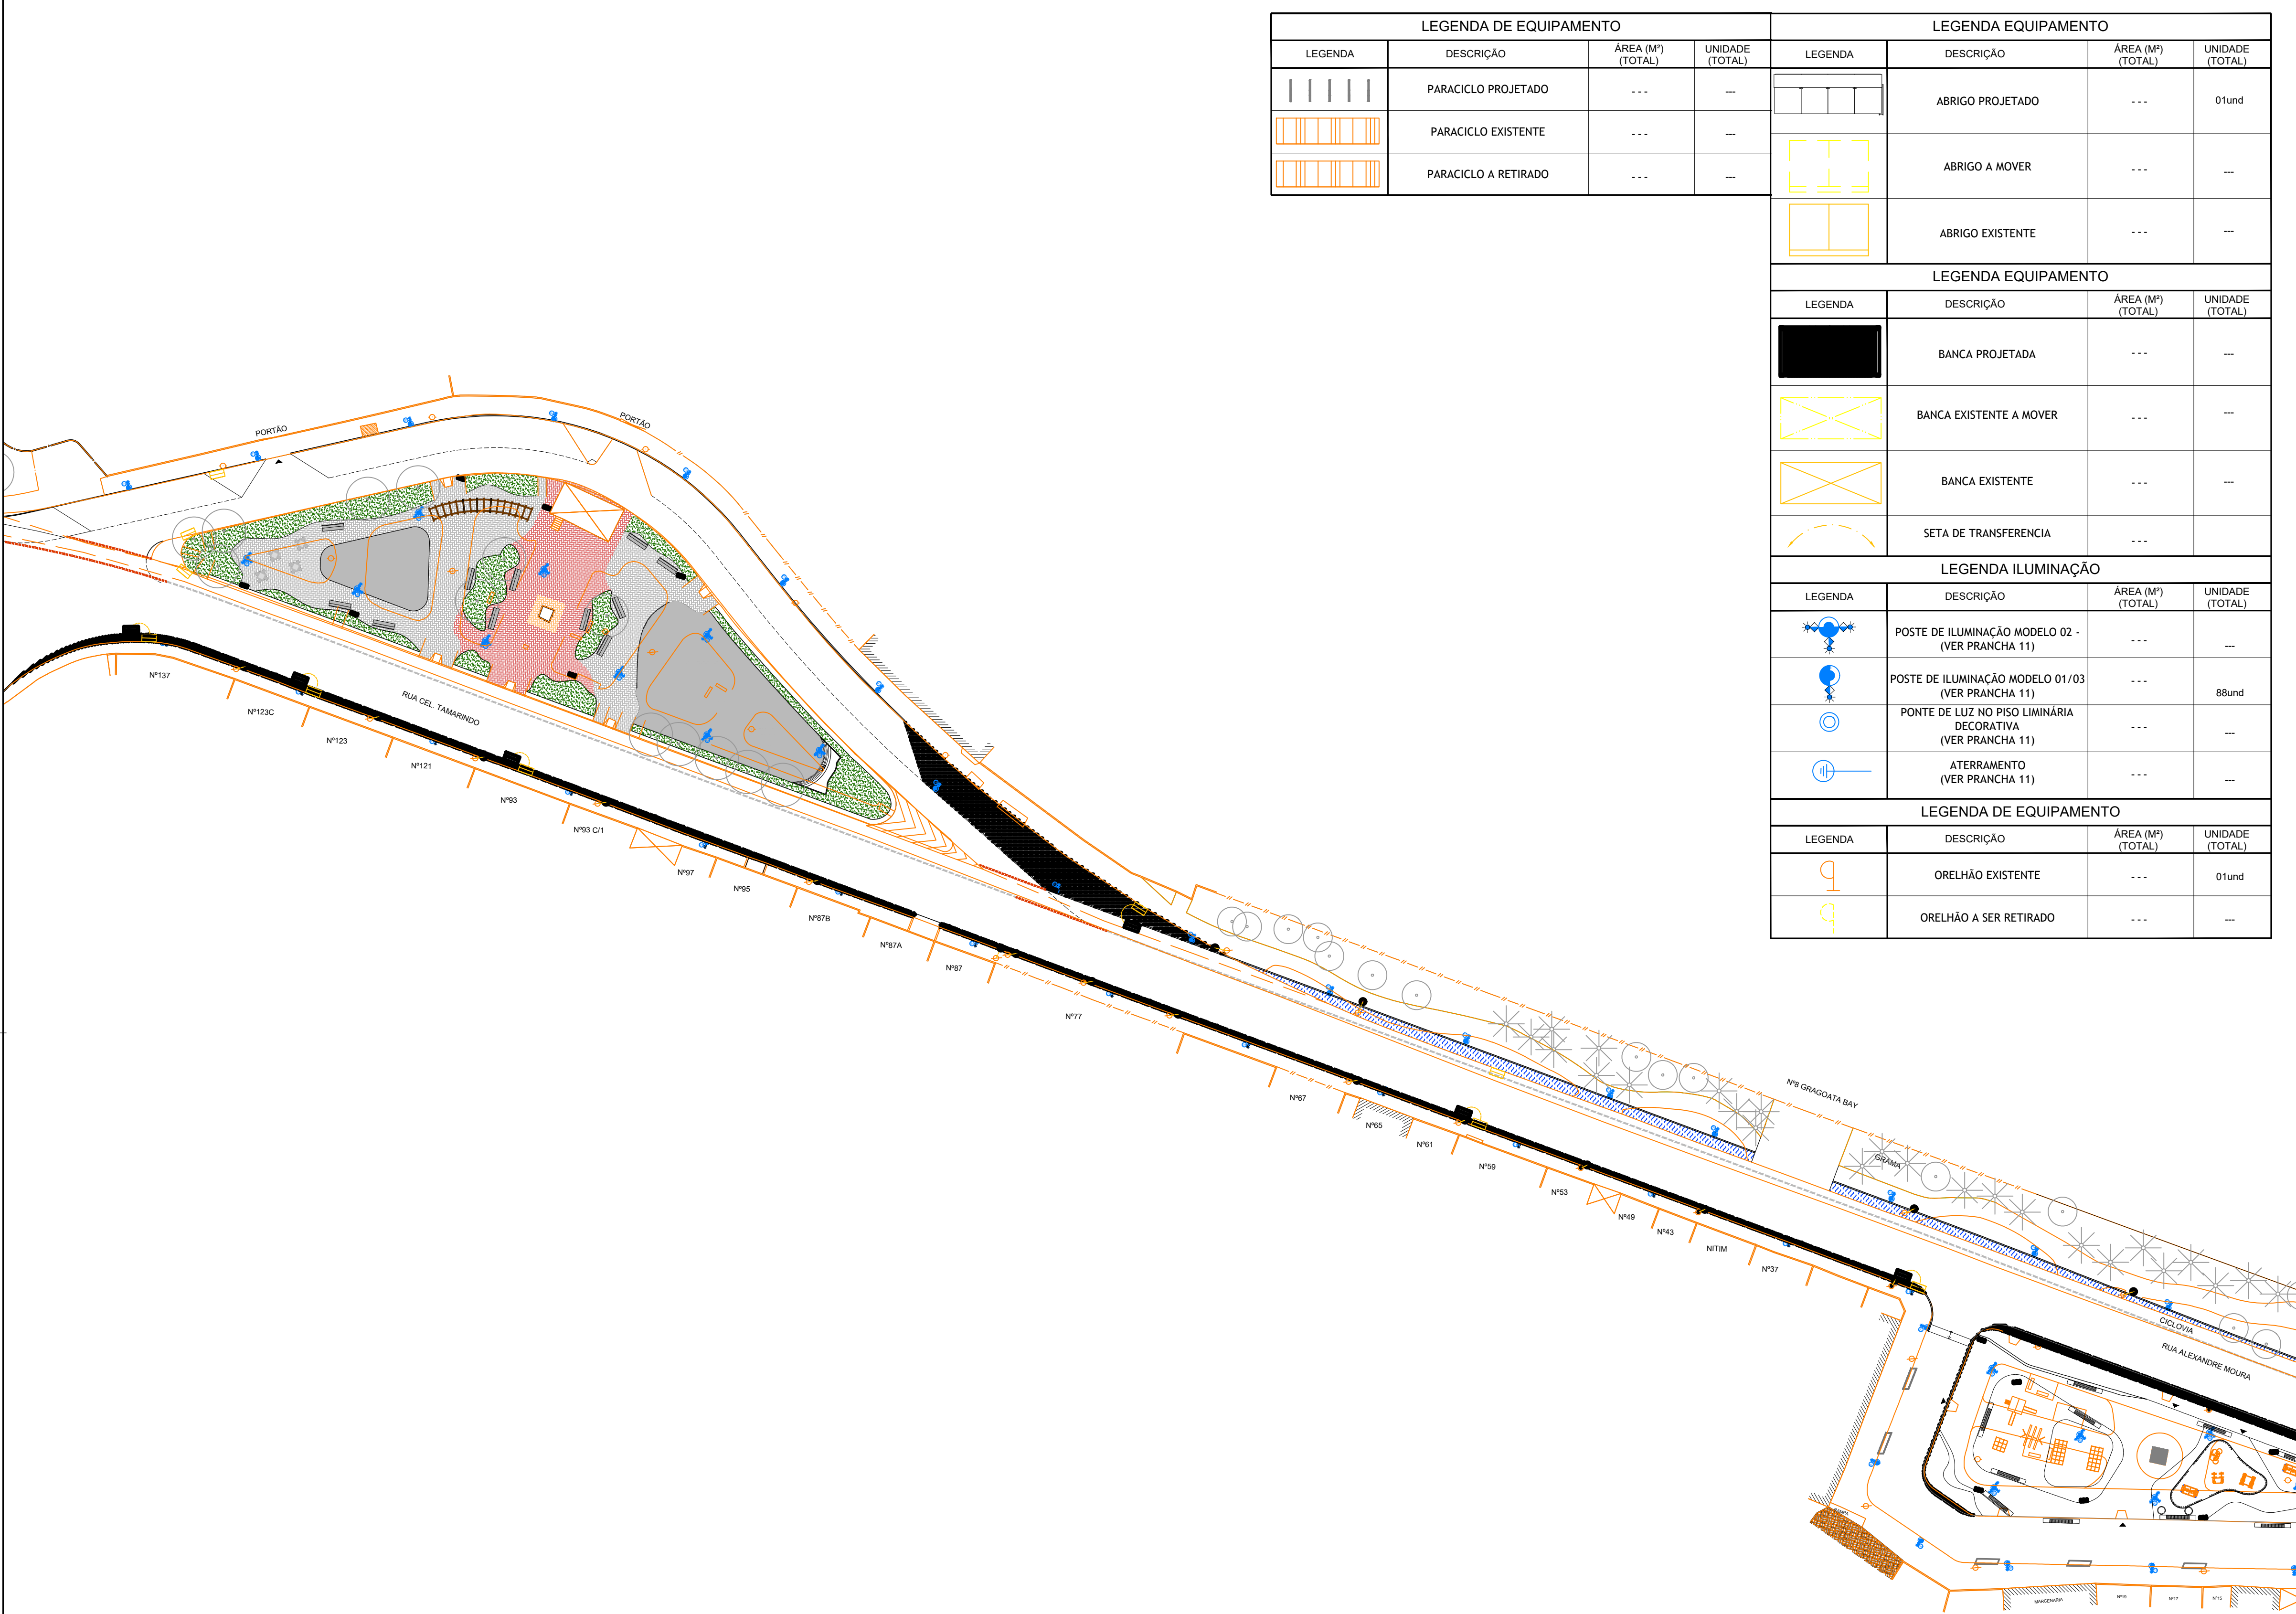 LEGENDA DE EQUIPAMENTO
LEGENDA DESCRIÇÃO ÁREA (M²) (TOTAL) UNIDADE (TOTAL)
PARACICLO PROJETADO - - - ---
PARACICLO EXISTENTE - - - ---
PARACICLO A RETIRADO - - - ---
LEGENDA EQUIPAMENTO
LEGENDA DESCRIÇÃO ÁREA (M²) (TOTAL) UNIDADE (TOTAL)
ABRIGO PROJETADO - - - 01und
ABRIGO A MOVER - - - ---
ABRIGO EXISTENTE - - - ---
LEGENDA EQUIPAMENTO
LEGENDA DESCRIÇÃO ÁREA (M²) (TOTAL) UNIDADE (TOTAL)
BANCA PROJETADA - - - ---
BANCA EXISTENTE A MOVER - - - ---
BANCA EXISTENTE - - - ---
SETA DE TRANSFERENCIA - - -
LEGENDA ILUMINAÇÃO
LEGENDA DESCRIÇÃO ÁREA (M²) (TOTAL) UNIDADE (TOTAL)
POSTE DE ILUMINAÇÃO MODELO 02 -
(VER PRANCHA 11) - - - ---
POSTE DE ILUMINAÇÃO MODELO 01/03
(VER PRANCHA 11) - - - 88und
PONTE DE LUZ NO PISO LIMINÁRIA
DECORATIVA
(VER PRANCHA 11) - - - ---
ATERRAMENTO
(VER PRANCHA 11) - - - ---
LEGENDA DE EQUIPAMENTO
LEGENDA DESCRIÇÃO ÁREA (M²) (TOTAL) UNIDADE (TOTAL)
ORELHÃO EXISTENTE - - - 01und
ORELHÃO A SER RETIRADO - - - ---
PORTÃO
PORTÃO
Nº137
Nº123C
RUA CEL. TAMARINDO
Nº123
Nº121
Nº93
Nº93 C/1
Nº97
Nº95
Nº87B
Nº87A
Nº87
Nº77
Nº67
Nº65
Nº61
Nº59
Nº53
Nº49
Nº43
NITIM
Nº37
Nº8 GRAGOATA BAY
GRAMA
CICLOVIA
RUA ALEXANDRE MOURA
RAMPA
MARCENARIA
Nº19
Nº17
Nº15